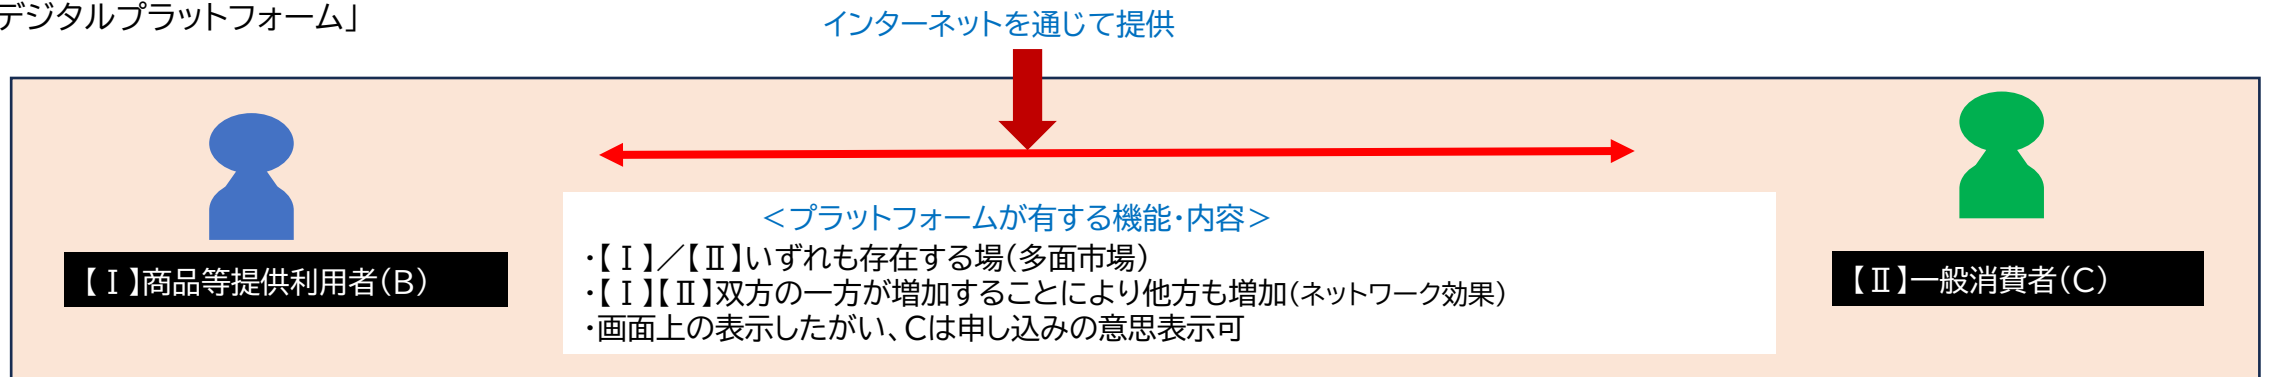 デジタルプラットフォーム」
インターネットを通じて提供
＜プラットフォームが有する機能・内容＞
・【Ⅰ】／【Ⅱ】いずれも存在する場(多面市場)
・【Ⅰ】【Ⅱ】双方の一方が増加することにより他方も増加(ネットワーク効果)
・画面上の表示したがい、Cは申し込みの意思表示可
【Ⅰ】商品等提供利用者(B)
【Ⅱ】一般消費者(C)